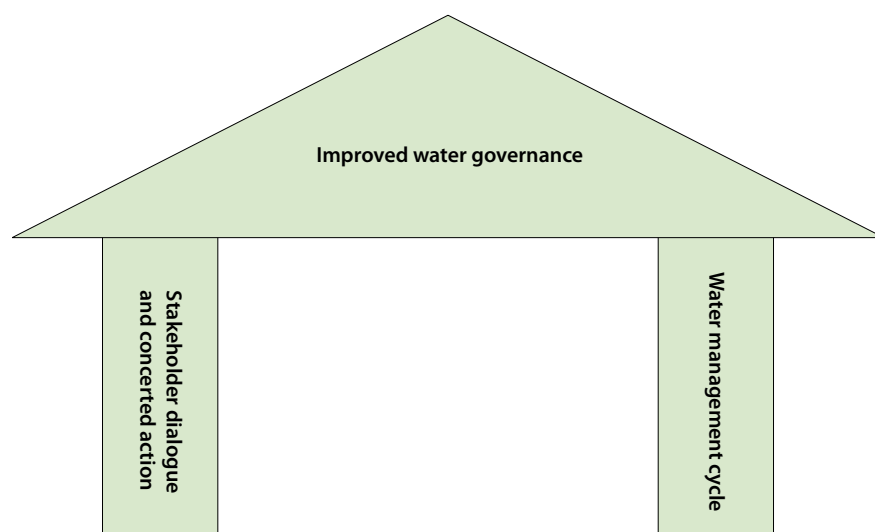 Improved water governance
Stakeholder dialogue
and concerted action
Water management cycle